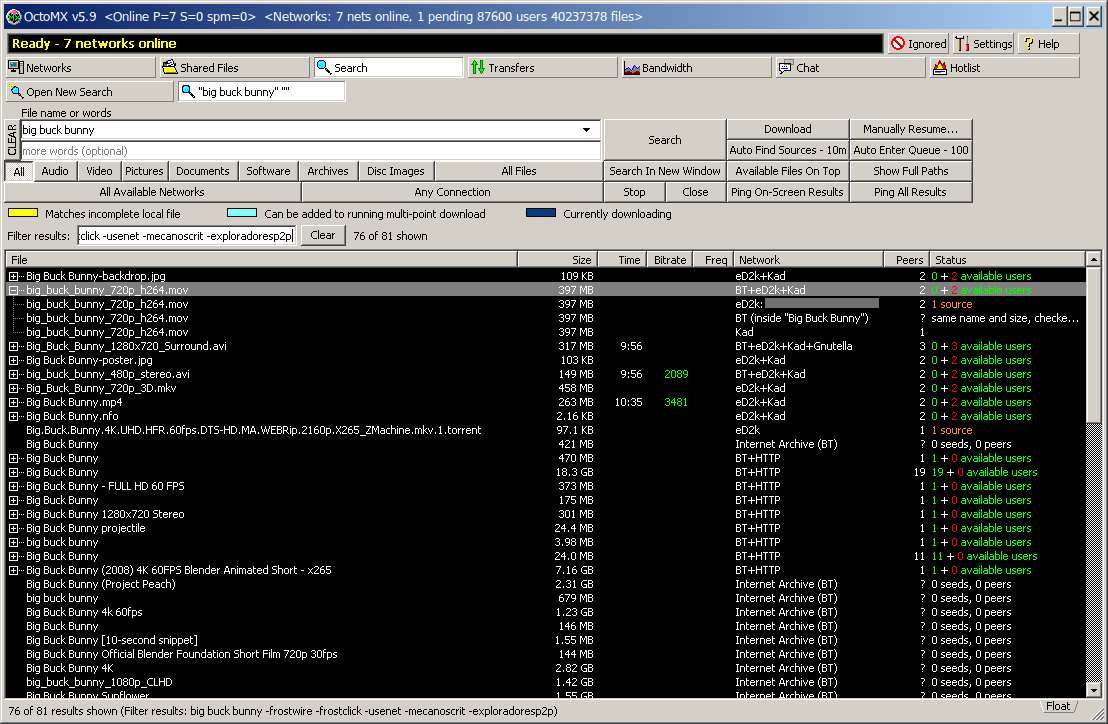 OctoMX v5.9 <Online P=7 S=0 spm=0> <Networks: 7 nets online, 1 pending 87600 users 40237378 files>
Ready - 7 networks online Ignored Settings ? Help
Networks Shared Files Search Transfers Bandwidth Chat Hotlist
Open New Search "big buck bunny" ""
File name or words
CLEAR
big buck bunny
more words (optional)
Search Download Manually Resume...
Auto Find Sources - 10m Auto Enter Queue - 100
All Audio Video Pictures Documents Software Archives Disc Images All Files Search In New Window Available Files On Top Show Full Paths
All Available Networks Any Connection Stop Close Ping On-Screen Results Ping All Results
Matches incomplete local file Can be added to running multi-point download Currently downloading
Filter results: click -usenet -mecanoscrit -exploradoresp2p Clear 76 of 81 shown
File Size Time Bitrate Freq Network Peers Status
Big Buck Bunny-backdrop.jpg 109 KB eD2k+Kad 2 0 + 2 available users
big_buck_bunny_720p_h264.mov 397 MB BT+eD2k+Kad 2 0 + 2 available users
big_buck_bunny_720p_h264.mov 397 MB eD2k: 2 1 source
big_buck_bunny_720p_h264.mov 397 MB BT (inside "Big Buck Bunny") ? same name and size, checke...
big_buck_bunny_720p_h264.mov 397 MB Kad 1
Big_Buck_Bunny_1280x720_Surround.avi 317 MB 9:56 BT+eD2k+Kad+Gnutella 3 0 + 3 available users
Big Buck Bunny-poster.jpg 103 KB eD2k+Kad 2 0 + 2 available users
big_buck_bunny_480p_stereo.avi 149 MB 9:56 2089 BT+eD2k+Kad 2 0 + 2 available users
Big_Buck_Bunny_720p_3D.mkv 458 MB eD2k+Kad 2 0 + 2 available users
Big Buck Bunny.mp4 263 MB 10:35 3481 eD2k+Kad 2 0 + 2 available users
Big Buck Bunny.nfo 2.16 KB eD2k+Kad 2 0 + 2 available users
Big.Buck.Bunny.4K.UHD.HFR.60fps.DTS-HD.MA.WEBRip.2160p.X265_ZMachine.mkv.1.torrent 97.1 KB eD2k 1 1 source
Big Buck Bunny 421 MB Internet Archive (BT) ? 0 seeds, 0 peers
Big Buck Bunny 470 MB BT+HTTP 1 1 + 0 available users
Big Buck Bunny 18.3 GB BT+HTTP 19 19 + 0 available users
Big Buck Bunny - FULL HD 60 FPS 373 MB BT+HTTP 1 1 + 0 available users
Big Buck Bunny 175 MB BT+HTTP 1 1 + 0 available users
Big Buck Bunny 1280x720 Stereo 301 MB BT+HTTP 1 1 + 0 available users
Big Buck Bunny projectile 24.4 MB BT+HTTP 1 1 + 0 available users
Big buck bunny 3.98 MB BT+HTTP 1 1 + 0 available users
Big Buck Bunny 24.0 MB BT+HTTP 11 11 + 0 available users
Big Buck Bunny (2008) 4K 60FPS Blender Animated Short - x265 7.16 GB BT+HTTP 1 1 + 0 available users
Big Buck Bunny (Project Peach) 2.31 GB Internet Archive (BT) ? 0 seeds, 0 peers
big buck bunny 679 MB Internet Archive (BT) ? 0 seeds, 0 peers
Big Buck Bunny 4k 60fps 1.23 GB Internet Archive (BT) ? 0 seeds, 0 peers
Big Buck Bunny 146 MB Internet Archive (BT) ? 0 seeds, 0 peers
Big Buck Bunny [10-second snippet] 1.55 MB Internet Archive (BT) ? 0 seeds, 0 peers
Big Buck Bunny Official Blender Foundation Short Film 720p 30fps 144 MB Internet Archive (BT) ? 0 seeds, 0 peers
Big Buck Bunny 4K 2.82 GB Internet Archive (BT) ? 0 seeds, 0 peers
big_buck_bunny_1080p_CLHD 1.42 GB Internet Archive (BT) ? 0 seeds, 0 peers
Big Buck Bunny Sunflower 1.55 GB Internet Archive (BT) ? 0 seeds, 0 peers
76 of 81 results shown (Filter results: big buck bunny -frostwire -frostclick -usenet -mecanoscrit -exploradoresp2p) Float